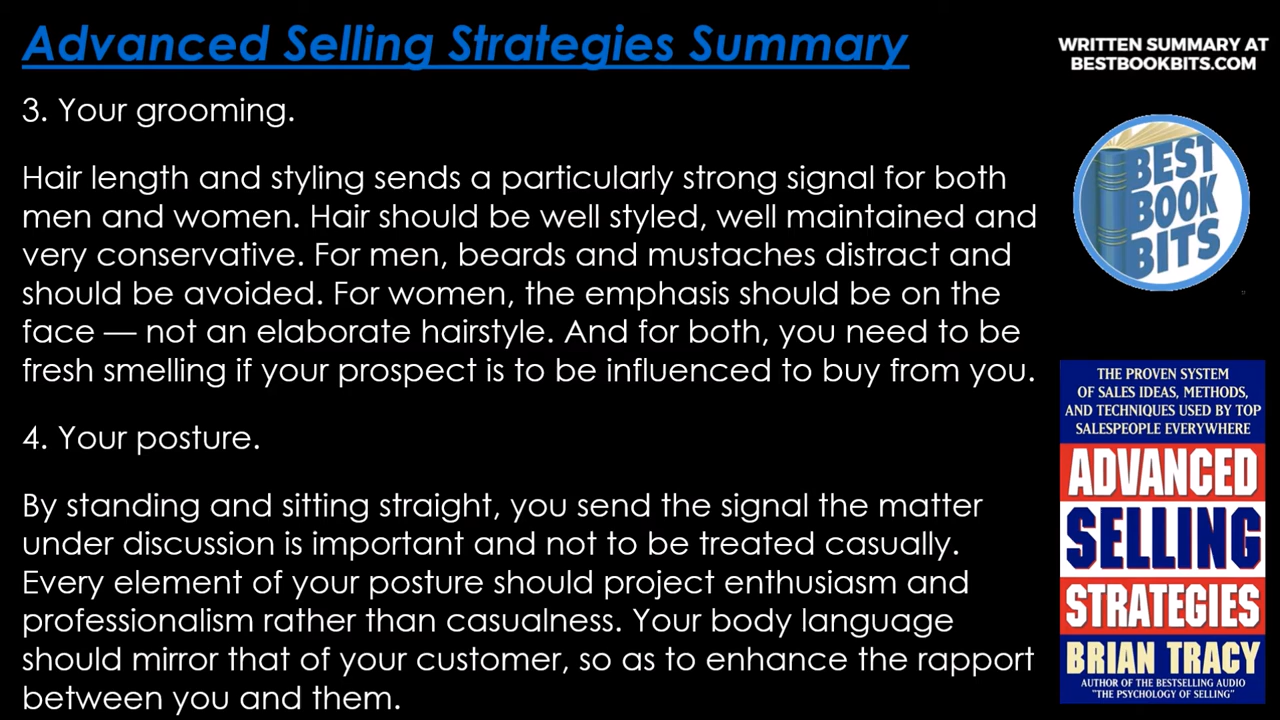 Advanced Selling Strategies Summary
WRITTEN SUMMARY AT
BESTBOOKBITS.COM
3. Your grooming.
Hair length and styling sends a particularly strong signal for both
men and women. Hair should be well styled, well maintained and
very conservative. For men, beards and mustaches distract and
should be avoided. For women, the emphasis should be on the
face — not an elaborate hairstyle. And for both, you need to be
fresh smelling if your prospect is to be influenced to buy from you.
4. Your posture.
By standing and sitting straight, you send the signal the matter
under discussion is important and not to be treated casually.
Every element of your posture should project enthusiasm and
professionalism rather than casualness. Your body language
should mirror that of your customer, so as to enhance the rapport
between you and them.
BEST
BOOK
BITS
THE PROVEN SYSTEM
OF SALES IDEAS, METHODS,
AND TECHNIQUES USED BY TOP
SALESPEOPLE EVERYWHERE
ADVANCED
SELLING
STRATEGIES
BRIAN TRACY
AUTHOR OF THE BESTSELLING AUDIO
"THE PSYCHOLOGY OF SELLING"